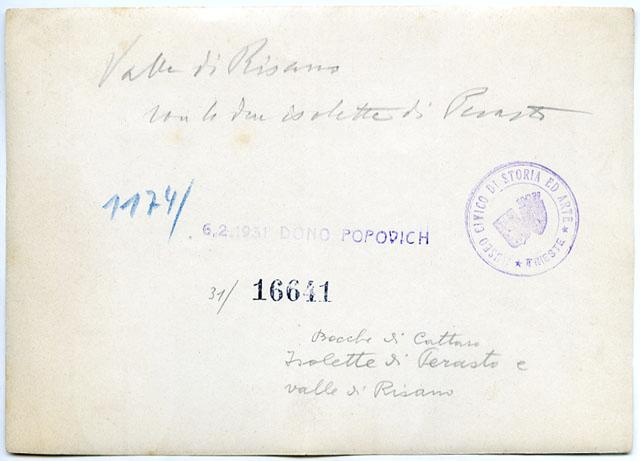 Valle di Risano
con le due isolette di Perasto
1174/
6.2.1931 DONO POPOVICH
MUSEO CIVICO DI STORIA ED ARTE
★ TRIESTE ★
31/ 16641
Bocche di Cattaro
Isolette di Perasto e
valle di Risano